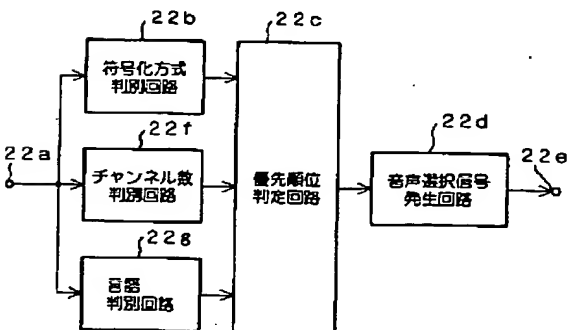 22b
22c
符号化方式
判別回路
22f
22d
22a
22e
チャンネル数
判別回路
優先順位
判定回路
音声選択信号
発生回路
22g
判別回路